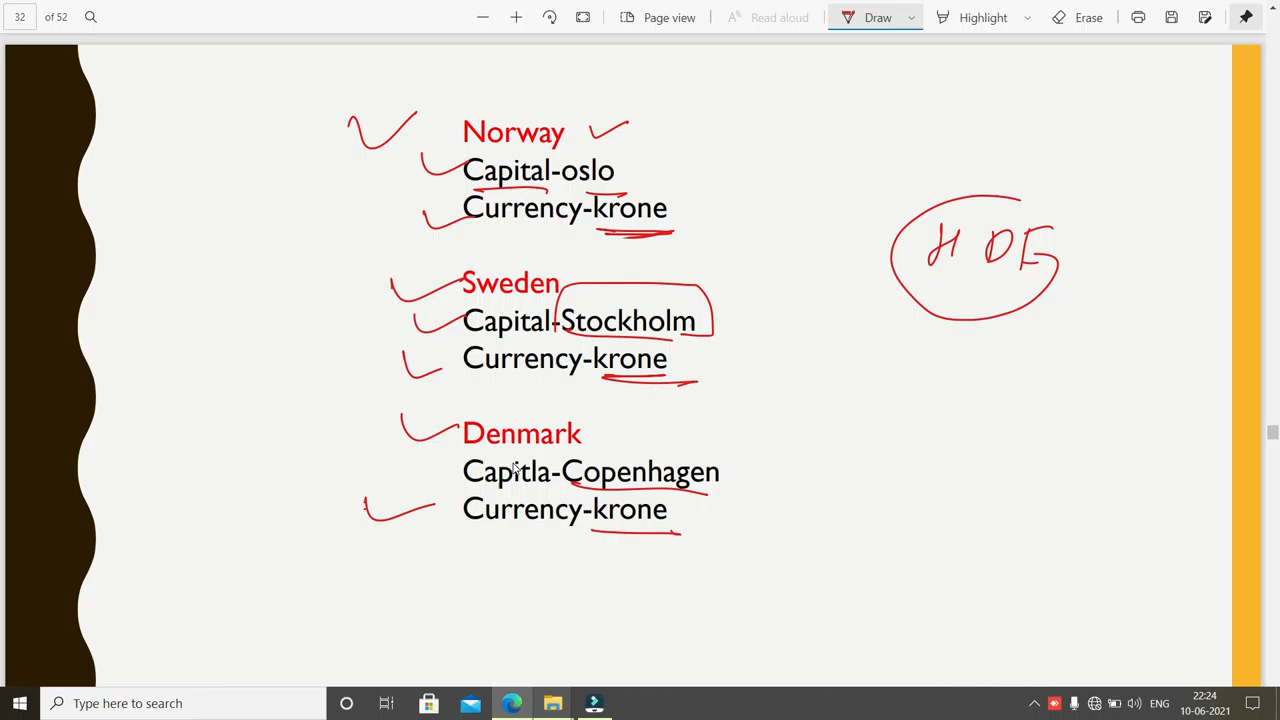 32 of 52 Page view Read aloud Draw Highlight Erase
Norway
Capital-oslo
Currency-krone
H D E
Sweden
Capital-Stockholm
Currency-krone
Denmark
Capitla-Copenhagen
Currency-krone
Type here to search ENG 22:24
10-06-2021